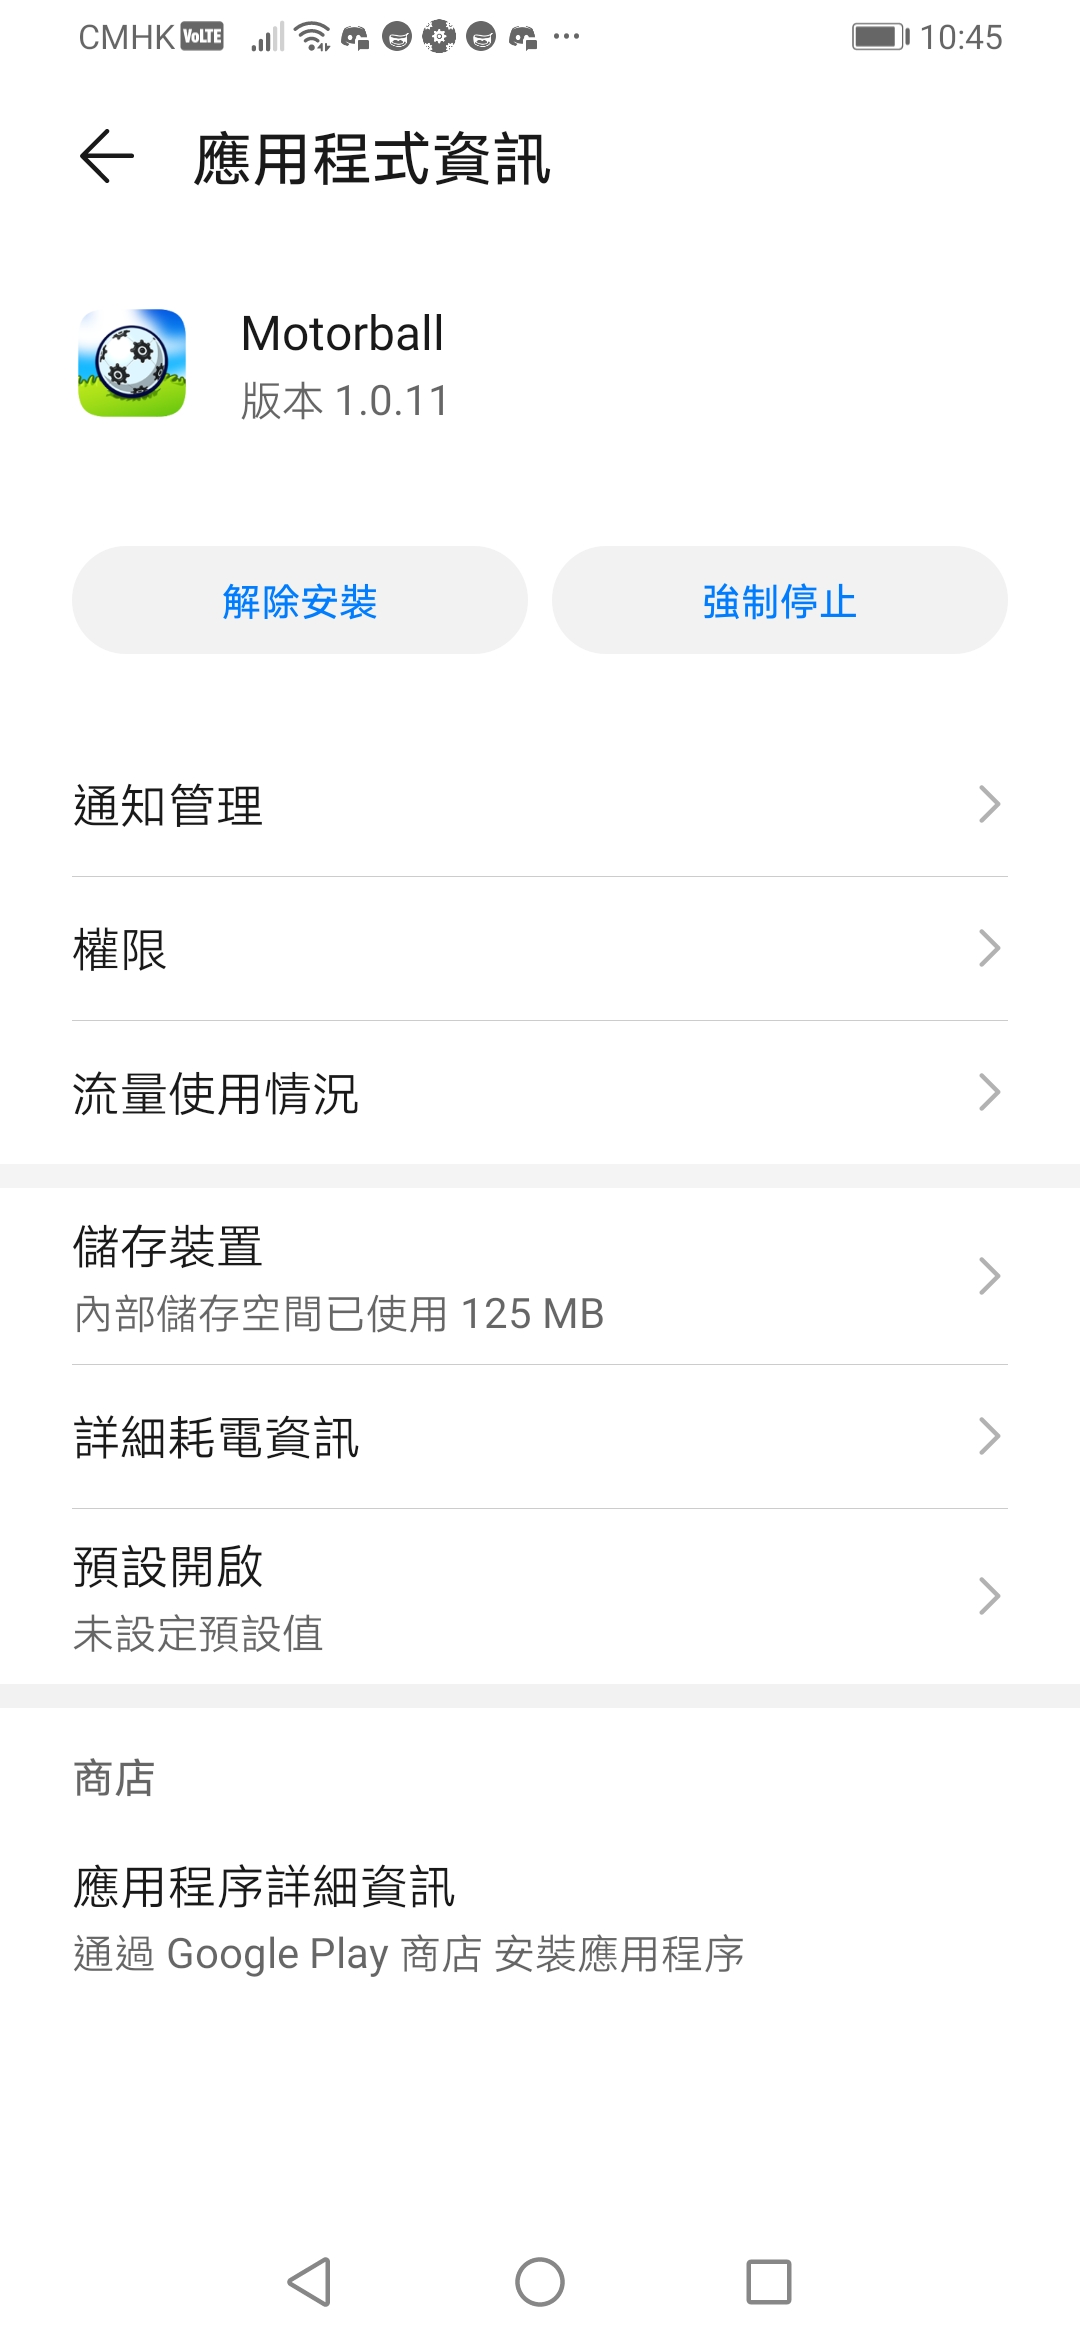 CMHK VoLTE 10:45
應用程式資訊
Motorball
版本 1.0.11
解除安裝 強制停止
通知管理
權限
流量使用情況
儲存裝置
內部儲存空間已使用 125 MB
詳細耗電資訊
預設開啟
未設定預設值
商店
應用程序詳細資訊
通過 Google Play 商店 安裝應用程序